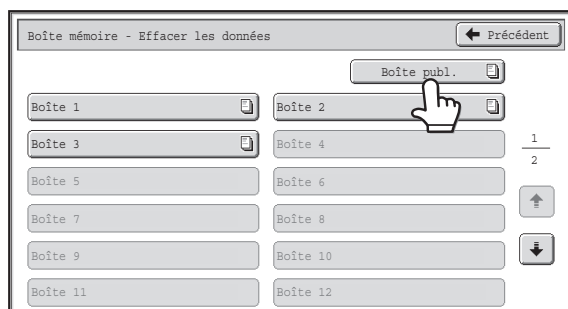 Boîte mémoire - Effacer les données
Précédent
Boîte publ.
Boîte 1
Boîte 2
Boîte 3
Boîte 4
1
2
Boîte 5
Boîte 6
Boîte 7
Boîte 8
Boîte 9
Boîte 10
Boîte 11
Boîte 12